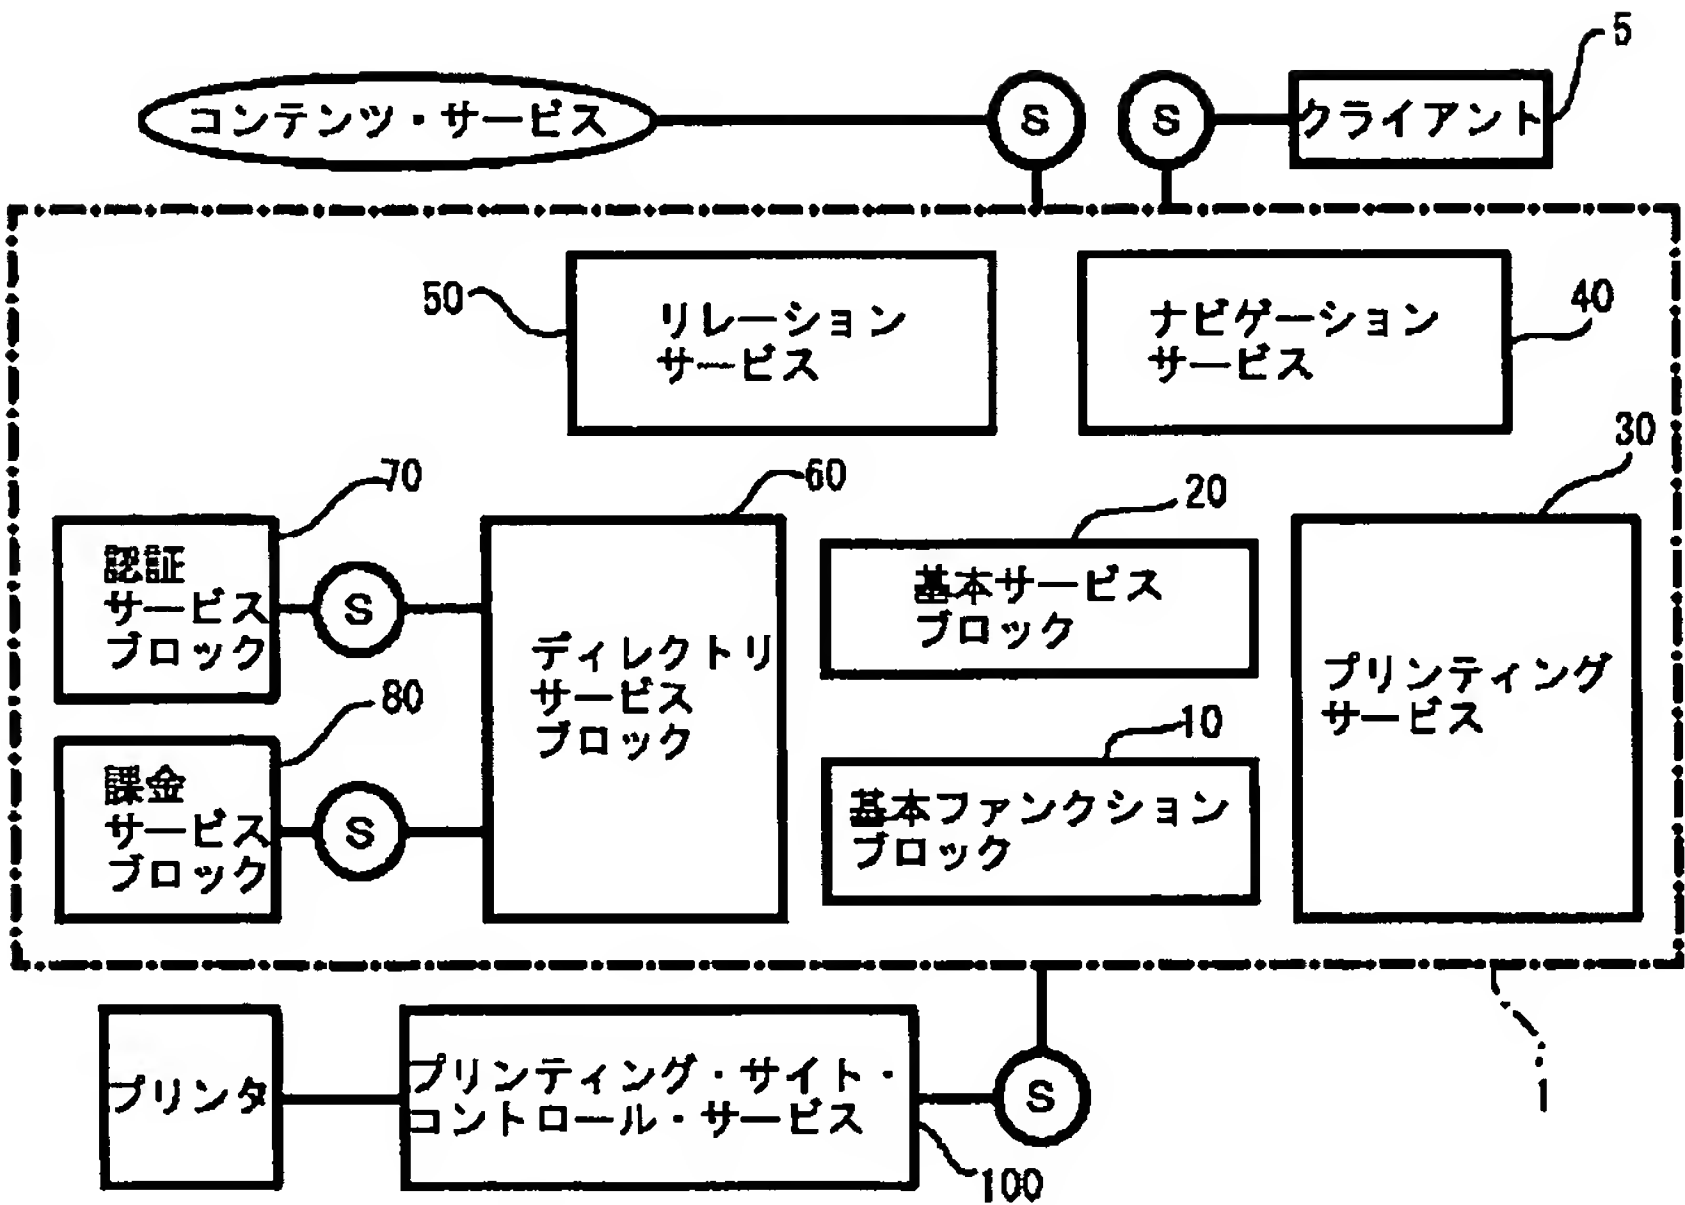 5
コンテンツ・サービス
S
S
クライアント
50
リレーション
サービス
ナビゲーション
サービス
40
30
70
60
20
認証
サービス
ブロック
S
ディレクトリ
サービス
ブロック
基本サービス
ブロック
プリンティング
サービス
80
10
課金
サービス
ブロック
S
基本ファンクション
ブロック
プリンタ
プリンティング・サイト・
コントロール・サービス
S
1
100